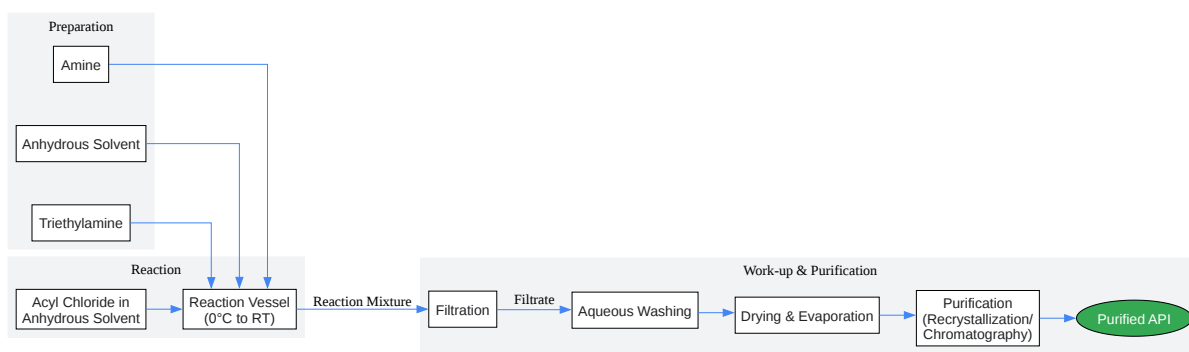 Preparation
Amine
Anhydrous Solvent
Triethylamine
Reaction
Acyl Chloride in
Anhydrous Solvent
Reaction Vessel
(0°C to RT)
Reaction Mixture
Work-up & Purification
Filtration
Filtrate
Aqueous Washing
Drying & Evaporation
Purification
(Recrystallization/
Chromatography)
Purified API